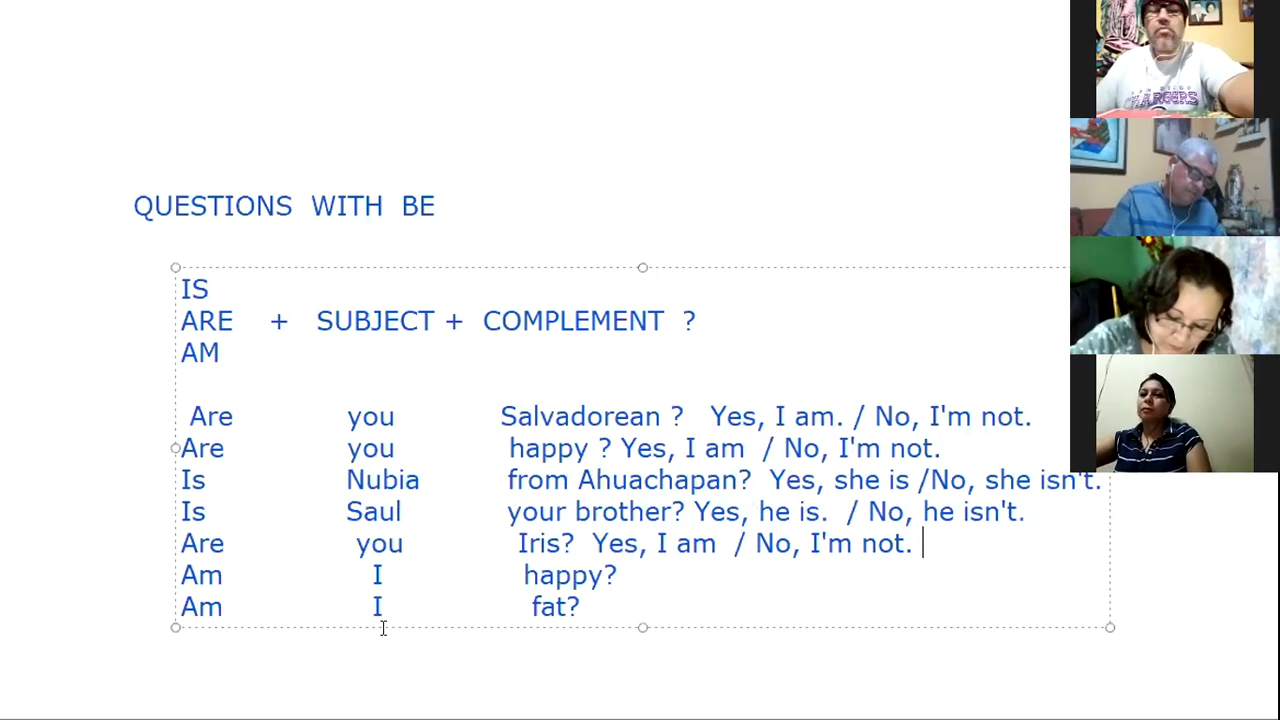 QUESTIONS WITH BE
IS
ARE + SUBJECT + COMPLEMENT ?
AM
Are you Salvadorean ? Yes, I am. / No, I'm not.
Are you happy ? Yes, I am / No, I'm not.
Is Nubia from Ahuachapan? Yes, she is /No, she isn't.
Is Saul your brother? Yes, he is. / No, he isn't.
Are you Iris? Yes, I am / No, I'm not.
Am I happy?
Am I fat?
CHARGERS